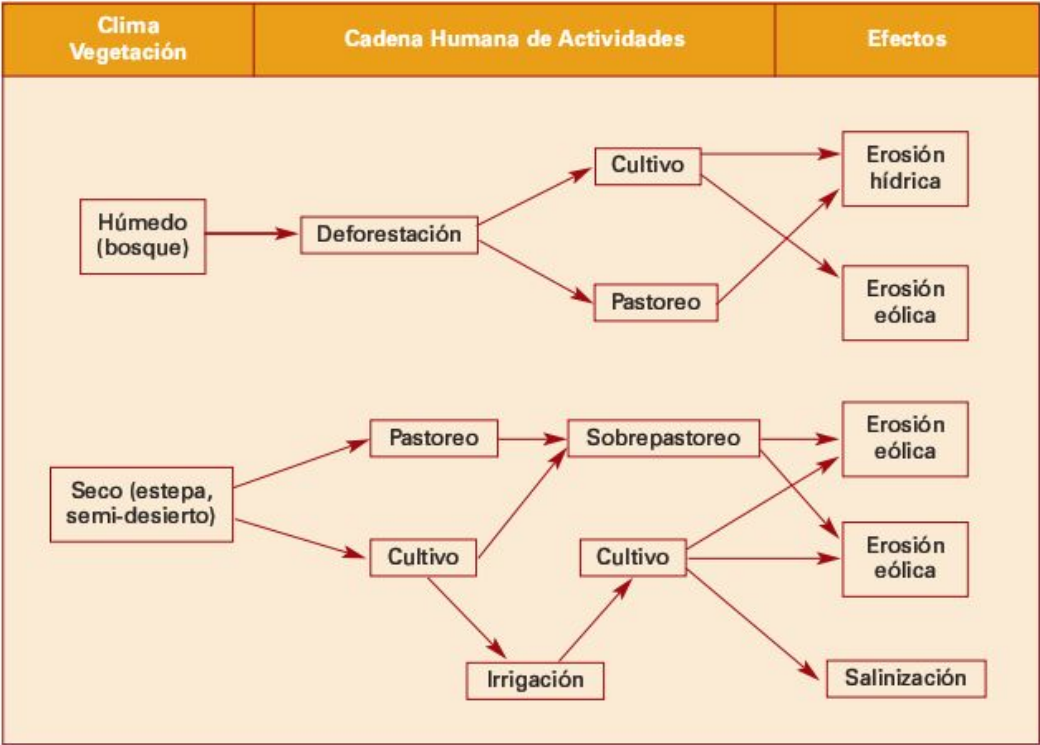 Clima
Vegetación
Cadena Humana de Actividades
Efectos
Húmedo
(bosque)
Deforestación
Cultivo
Pastoreo
Erosión
hídrica
Erosión
eólica
Seco (estepa,
semi-desierto)
Pastoreo
Sobrepastoreo
Cultivo
Cultivo
Irrigación
Erosión
eólica
Erosión
eólica
Salinización